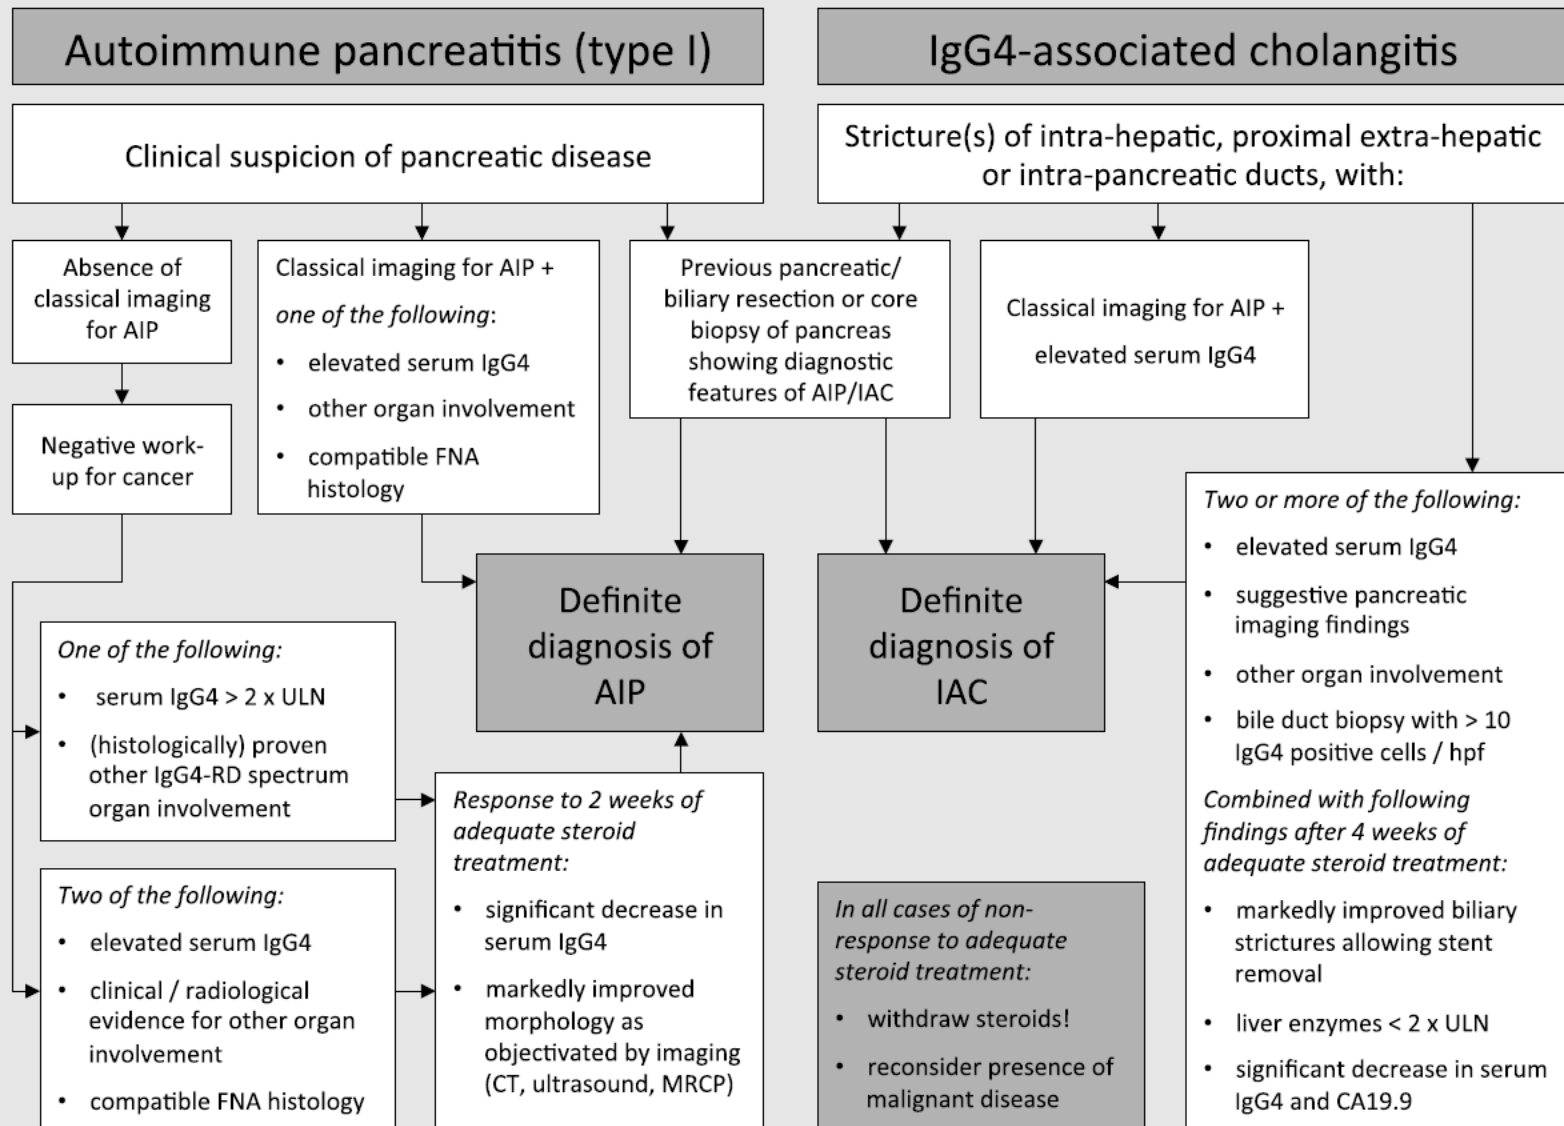 Autoimmune pancreatitis (type I)
IgG4-associated cholangitis
Clinical suspicion of pancreatic disease
Stricture(s) of intra-hepatic, proximal extra-hepatic
or intra-pancreatic ducts, with:
Absence of
classical imaging
for AIP
Classical imaging for AIP +
one of the following:
• elevated serum IgG4
• other organ involvement
• compatible FNA
histology
Previous pancreatic/
biliary resection or core
biopsy of pancreas
showing diagnostic
features of AIP/IAC
Classical imaging for AIP +
elevated serum IgG4
Negative work-
up for cancer
Two or more of the following:
• elevated serum IgG4
• suggestive pancreatic
imaging findings
• other organ involvement
• bile duct biopsy with > 10
IgG4 positive cells / hpf
Combined with following
findings after 4 weeks of
adequate steroid treatment:
• markedly improved biliary
strictures allowing stent
removal
• liver enzymes < 2 x ULN
• significant decrease in serum
IgG4 and CA19.9
Definite
diagnosis of
AIP
Definite
diagnosis of
IAC
One of the following:
• serum IgG4 > 2 x ULN
• (histologically) proven
other IgG4-RD spectrum
organ involvement
Two of the following:
• elevated serum IgG4
• clinical / radiological
evidence for other organ
involvement
• compatible FNA histology
Response to 2 weeks of
adequate steroid
treatment:
• significant decrease in
serum IgG4
• markedly improved
morphology as
objectivated by imaging
(CT, ultrasound, MRCP)
In all cases of non-
response to adequate
steroid treatment:
• withdraw steroids!
• reconsider presence of
malignant disease